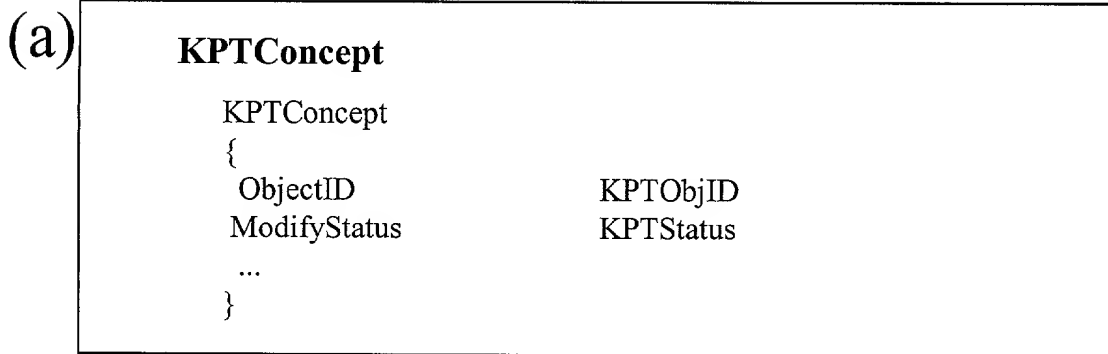 (a)
KPTConcept
KPTConcept
{
ObjectID KPTObjID
ModifyStatus KPTStatus
...
}